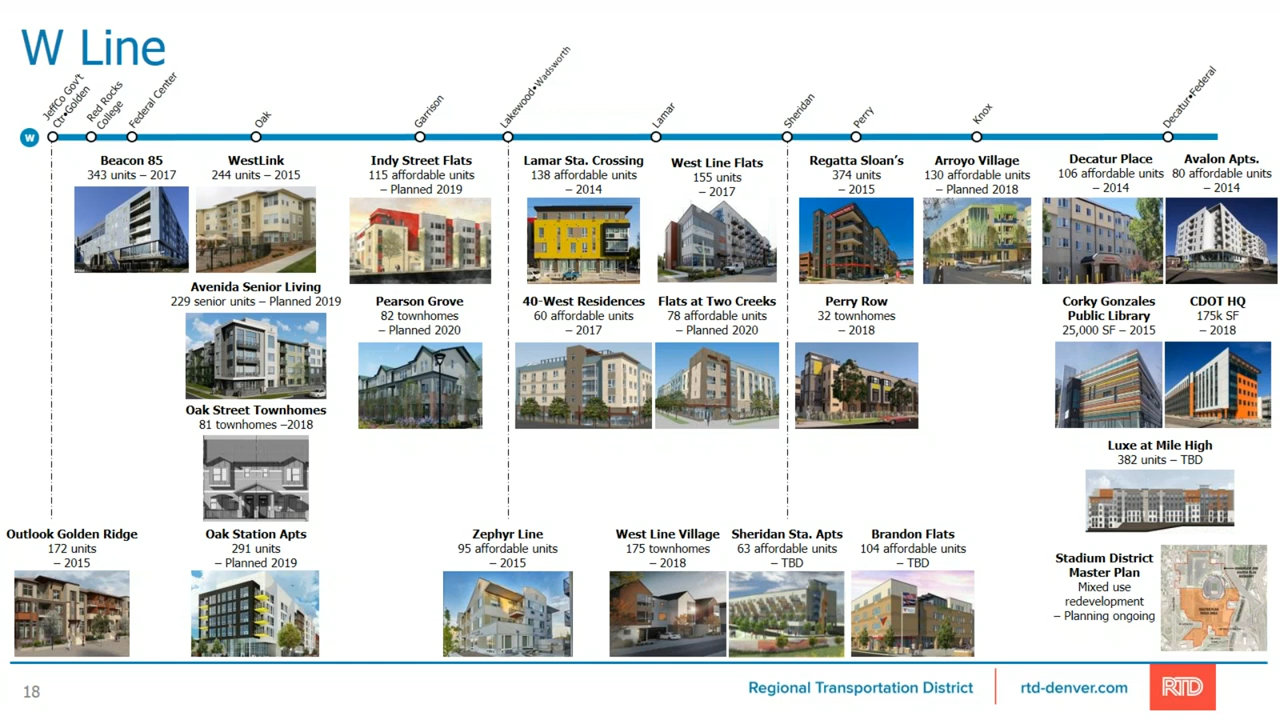 W Line
JeffCo Gov't
Ctr•Golden
Red Rocks
College
Federal Center
Oak
Garrison
Lakewood•Wadsworth
Lamar
Sheridan
Perry
Knox
Decatur•Federal
W
Beacon 85
343 units – 2017
WestLink
244 units – 2015
Indy Street Flats
115 affordable units
– Planned 2019
Lamar Sta. Crossing
138 affordable units
– 2014
West Line Flats
155 units
– 2017
Regatta Sloan's
374 units
– 2015
Arroyo Village
130 affordable units
– Planned 2018
Decatur Place
106 affordable units
– 2014
Avalon Apts.
80 affordable units
– 2014
Avenida Senior Living
229 senior units – Planned 2019
Pearson Grove
82 townhomes
– Planned 2020
40-West Residences
60 affordable units
– 2017
Flats at Two Creeks
78 affordable units
– Planned 2020
Perry Row
32 townhomes
– 2018
Corky Gonzales
Public Library
25,000 SF – 2015
CDOT HQ
175k SF
– 2018
Oak Street Townhomes
81 townhomes –2018
Luxe at Mile High
382 units – TBD
Outlook Golden Ridge
172 units
– 2015
Oak Station Apts
291 units
– Planned 2019
Zephyr Line
95 affordable units
– 2015
West Line Village
175 townhomes
– 2018
Sheridan Sta. Apts
63 affordable units
– TBD
Brandon Flats
104 affordable units
– TBD
Stadium District
Master Plan
Mixed use
redevelopment
– Planning ongoing
18
Regional Transportation District
rtd-denver.com
RTD